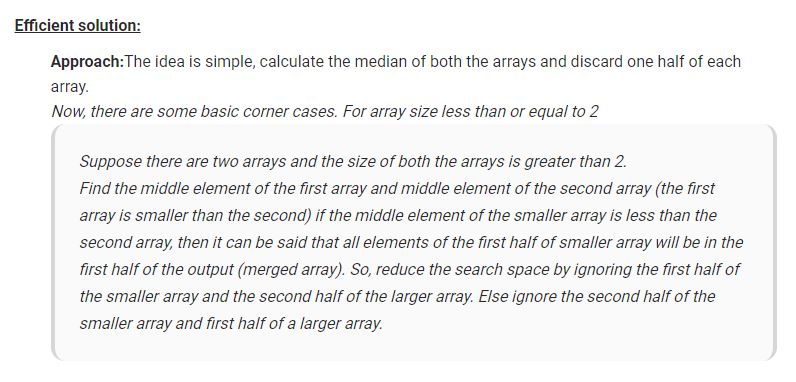 Efficient solution:
Approach:The idea is simple, calculate the median of both the arrays and discard one half of each
array.
Now, there are some basic corner cases. For array size less than or equal to 2
Suppose there are two arrays and the size of both the arrays is greater than 2.
Find the middle element of the first array and middle element of the second array (the first
array is smaller than the second) if the middle element of the smaller array is less than the
second array, then it can be said that all elements of the first half of smaller array will be in the
first half of the output (merged array). So, reduce the search space by ignoring the first half of
the smaller array and the second half of the larger array. Else ignore the second half of the
smaller array and first half of a larger array.